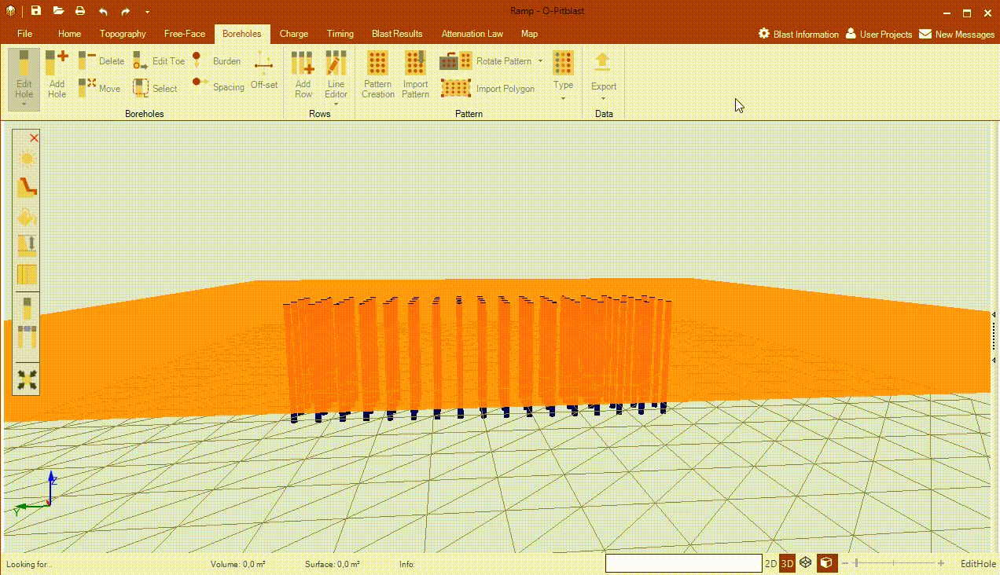 Ramp - O-Pitblast
File Home Topography Free-Face Boreholes Charge Timing Blast Results Attenuation Law Map Blast Information User Projects New Messages
Edit Hole
Add Hole
Delete
Move
Edit Toe
Select
Burden
Spacing
Off-set
Boreholes
Add Row
Line Editor
Rows
Pattern Creation
Import Pattern
Rotate Pattern
Import Polygon
Type
Pattern
Export
Data
Z
Y
Looking for... Volume: 0,0 m³ Surface: 0,0 m² Info: 2D 3D EditHole